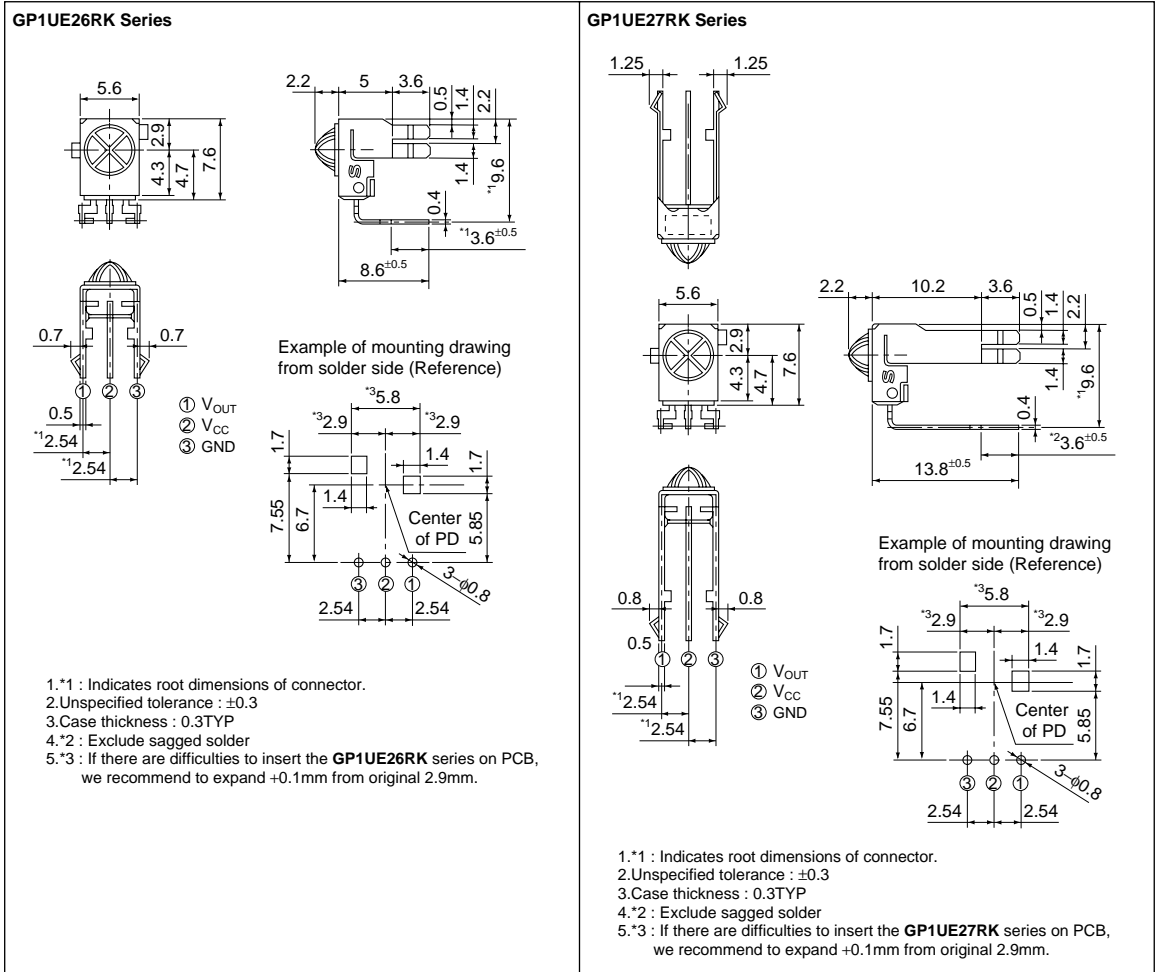 GP1UE26RK Series
5.6
2.9
4.3
4.7
7.6
2.2 5 3.6
0.5
1.4
2.2
1.4
*1 9.6
0.4
*1 3.6±0.5
8.6±0.5
0.7 0.7
① ② ③
0.5
*1 2.54
*1 2.54
① VOUT
② VCC
③ GND
Example of mounting drawing
from solder side (Reference)
*3 5.8
*3 2.9 *3 2.9
1.7
1.4
1.7
1.4
7.55
6.7
5.85
Center
of PD
③ ② ①
3–φ0.8
2.54 2.54
1.*1 : Indicates root dimensions of connector.
2.Unspecified tolerance : ±0.3
3.Case thickness : 0.3TYP
4.*2 : Exclude sagged solder
5.*3 : If there are difficulties to insert the GP1UE26RK series on PCB,
we recommend to expand +0.1mm from original 2.9mm.
GP1UE27RK Series
1.25 1.25
5.6
2.9
4.3
4.7
7.6
2.2 10.2 3.6
0.5
1.4
2.2
1.4
*1 9.6
0.4
*2 3.6±0.5
13.8±0.5
0.8 0.8
0.5
① ② ③
*1 2.54
*1 2.54
① VOUT
② VCC
③ GND
Example of mounting drawing
from solder side (Reference)
*3 5.8
*3 2.9 *3 2.9
1.7
1.4
1.7
1.4
7.55
6.7
5.85
Center
of PD
③ ② ①
3–φ0.8
2.54 2.54
1.*1 : Indicates root dimensions of connector.
2.Unspecified tolerance : ±0.3
3.Case thickness : 0.3TYP
4.*2 : Exclude sagged solder
5.*3 : If there are difficulties to insert the GP1UE27RK series on PCB,
we recommend to expand +0.1mm from original 2.9mm.